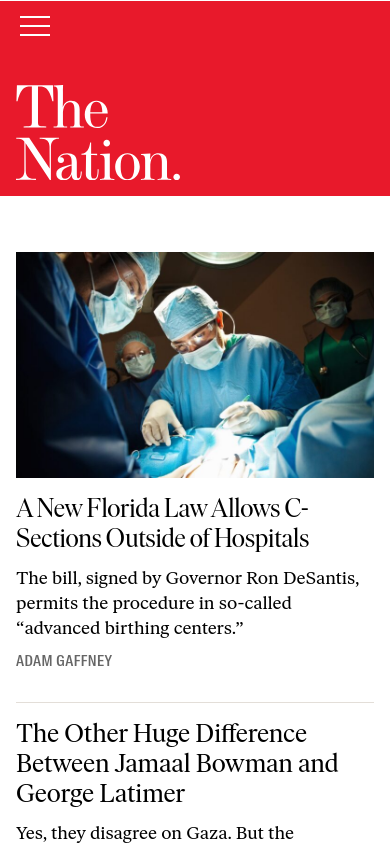 The
Nation.
A New Florida Law Allows C-
Sections Outside of Hospitals
The bill, signed by Governor Ron DeSantis,
permits the procedure in so-called
“advanced birthing centers.”
ADAM GAFFNEY
The Other Huge Difference
Between Jamaal Bowman and
George Latimer
Yes, they disagree on Gaza. But the